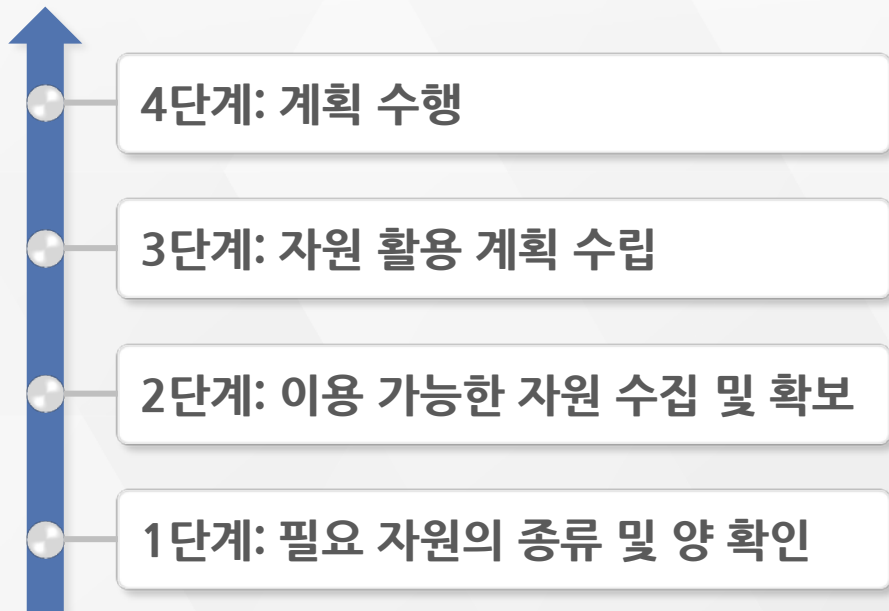 4단계: 계획 수행
3단계: 자원 활용 계획 수립
2단계: 이용 가능한 자원 수집 및 확보
1단계: 필요 자원의 종류 및 양 확인